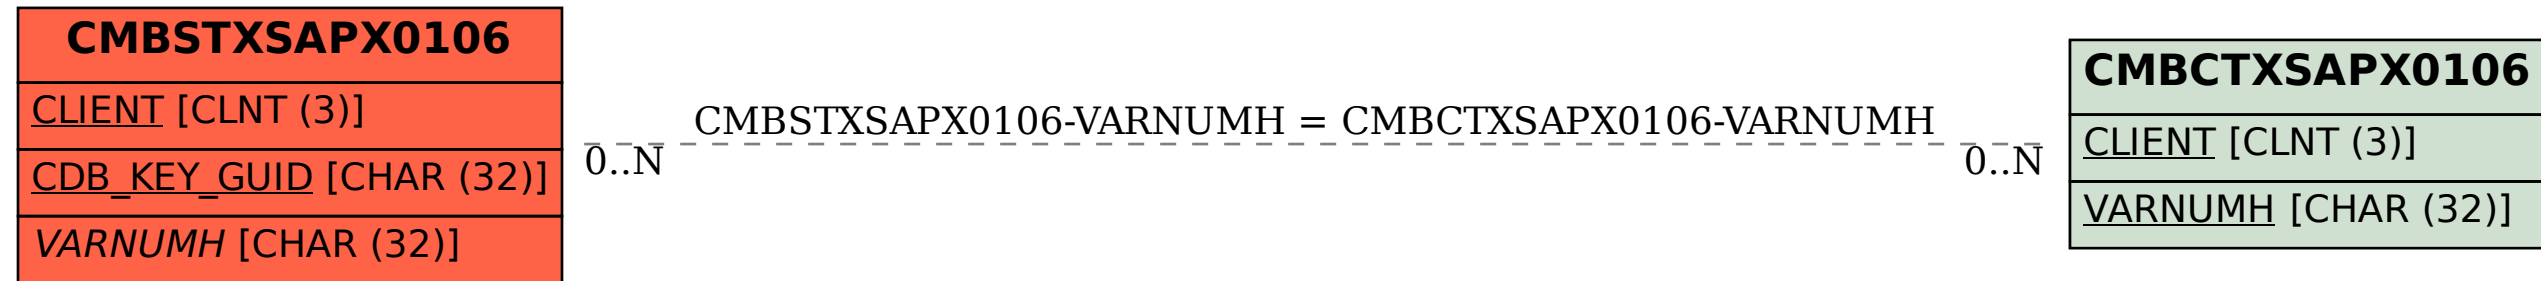 CMBSTXSAPX0106
CLIENT [CLNT (3)]
CDB_KEY_GUID [CHAR (32)]
VARNUMH [CHAR (32)]
CMBSTXSAPX0106-VARNUMH = CMBCTXSAPX0106-VARNUMH
0..N
0..N
CMBCTXSAPX0106
CLIENT [CLNT (3)]
VARNUMH [CHAR (32)]